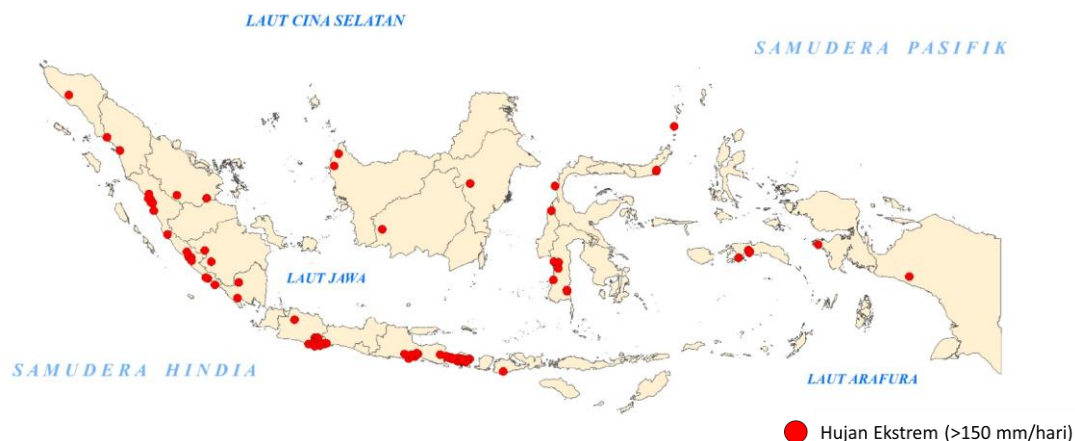 LAUT CINA SELATAN
SAMUDERA PASIFIK
LAUT JAWA
SAMUDERA HINDIA
LAUT ARAFURA
Hujan Ekstrem (>150 mm/hari)